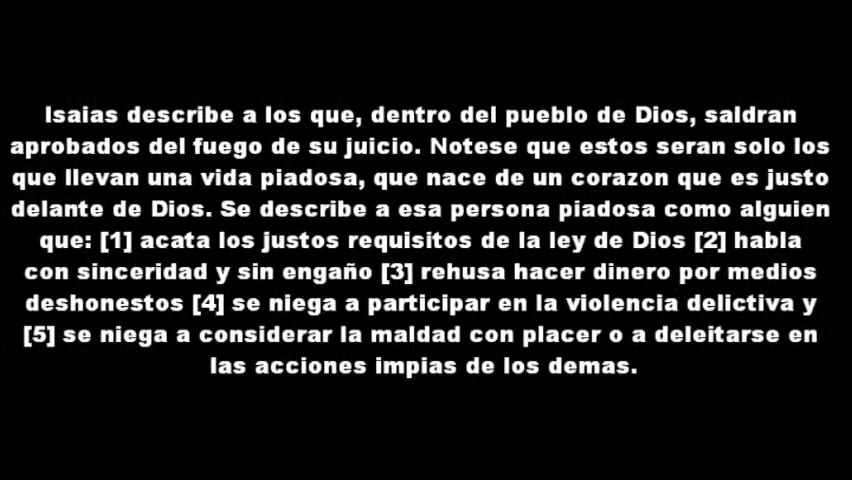 Isaias describe a los que, dentro del pueblo de Dios, saldran
aprobados del fuego de su juicio. Notese que estos seran solo los
que llevan una vida piadosa, que nace de un corazon que es justo
delante de Dios. Se describe a esa persona piadosa como alguien
que: [1] acata los justos requisitos de la ley de Dios [2] habla
con sinceridad y sin engaño [3] rehusa hacer dinero por medios
deshonestos [4] se niega a participar en la violencia delictiva y
[5] se niega a considerar la maldad con placer o a deleitarse en
las acciones impias de los demas.